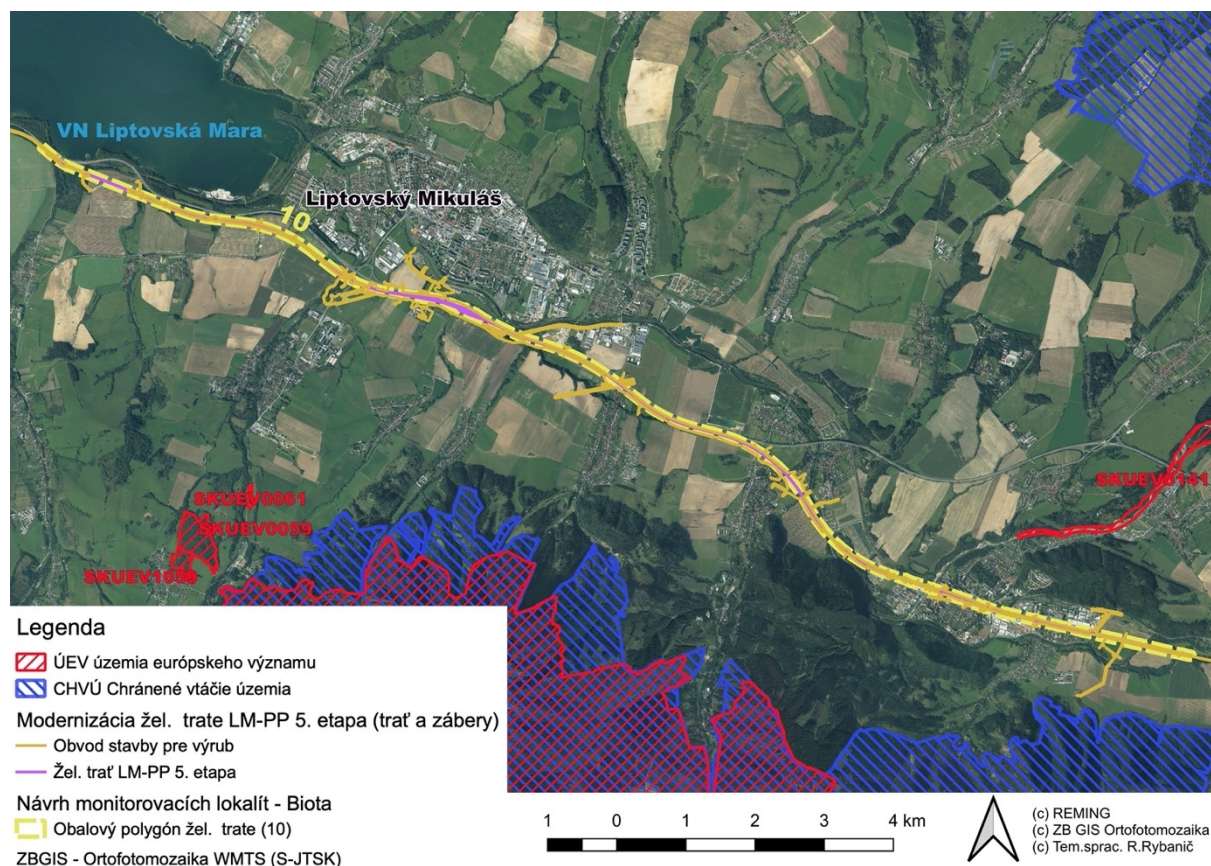 VN Liptovská Mara
Liptovský Mikuláš
10
SKUEV0141
SKUEV0061
SKUEV0059
SKUEV1059
Legenda
ÚEV územia európskeho významu
CHVÚ Chránené vtáčie územia
Modernizácia žel. trate LM-PP 5. etapa (trať a zábery)
Obvod stavby pre výrub
Žel. trať LM-PP 5. etapa
Návrh monitorovacích lokalít - Biota
Obalový polygón žel. trate (10)
ZBGIS - Ortofotomozaika WMTS (S-JTSK)
1 0 1 2 3 4 km
(c) REMING
(c) ZB GIS Ortofotomozaika
(c) Tem.sprac. R.Rybanič